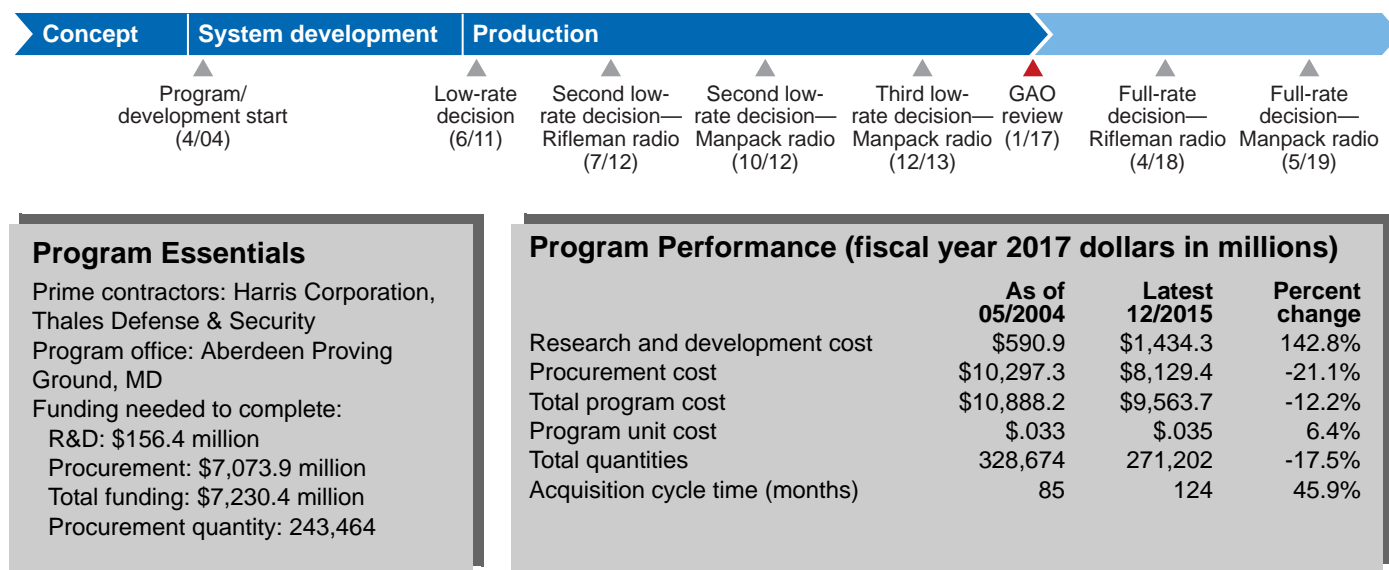 Concept
System development
Production
Program/
development start
(4/04)
Low-rate
decision
(6/11)
Second low-
rate decision—
Rifleman radio
(7/12)
Second low-
rate decision—
Manpack radio
(10/12)
Third low-
rate decision—
Manpack radio
(12/13)
GAO
review
(1/17)
Full-rate
decision—
Rifleman radio
(4/18)
Full-rate
decision—
Manpack radio
(5/19)
Program Essentials
Prime contractors: Harris Corporation,
Thales Defense & Security
Program office: Aberdeen Proving
Ground, MD
Funding needed to complete:
R&D: $156.4 million
Procurement: $7,073.9 million
Total funding: $7,230.4 million
Procurement quantity: 243,464
Program Performance (fiscal year 2017 dollars in millions)
As of Latest Percent
05/2004 12/2015 change
Research and development cost $590.9 $1,434.3 142.8%
Procurement cost $10,297.3 $8,129.4 -21.1%
Total program cost $10,888.2 $9,563.7 -12.2%
Program unit cost $.033 $.035 6.4%
Total quantities 328,674 271,202 -17.5%
Acquisition cycle time (months) 85 124 45.9%